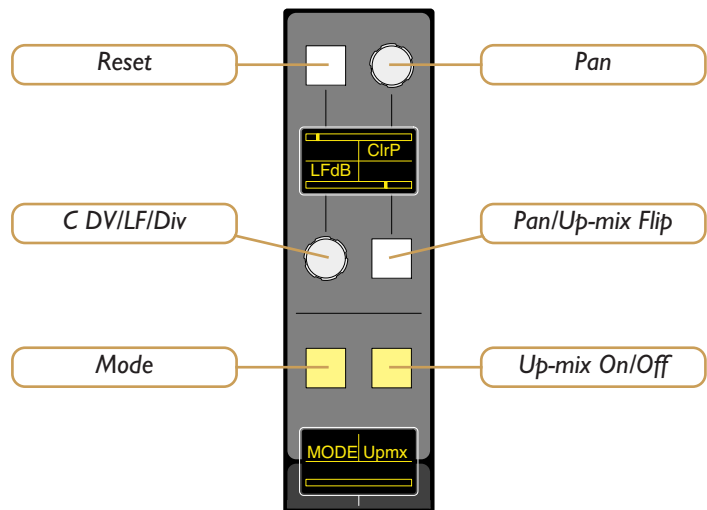 Reset
Pan
ClrP
LFdB
C DV/LF/Div
Pan/Up-mix Flip
Mode
Up-mix On/Off
MODE Upmx